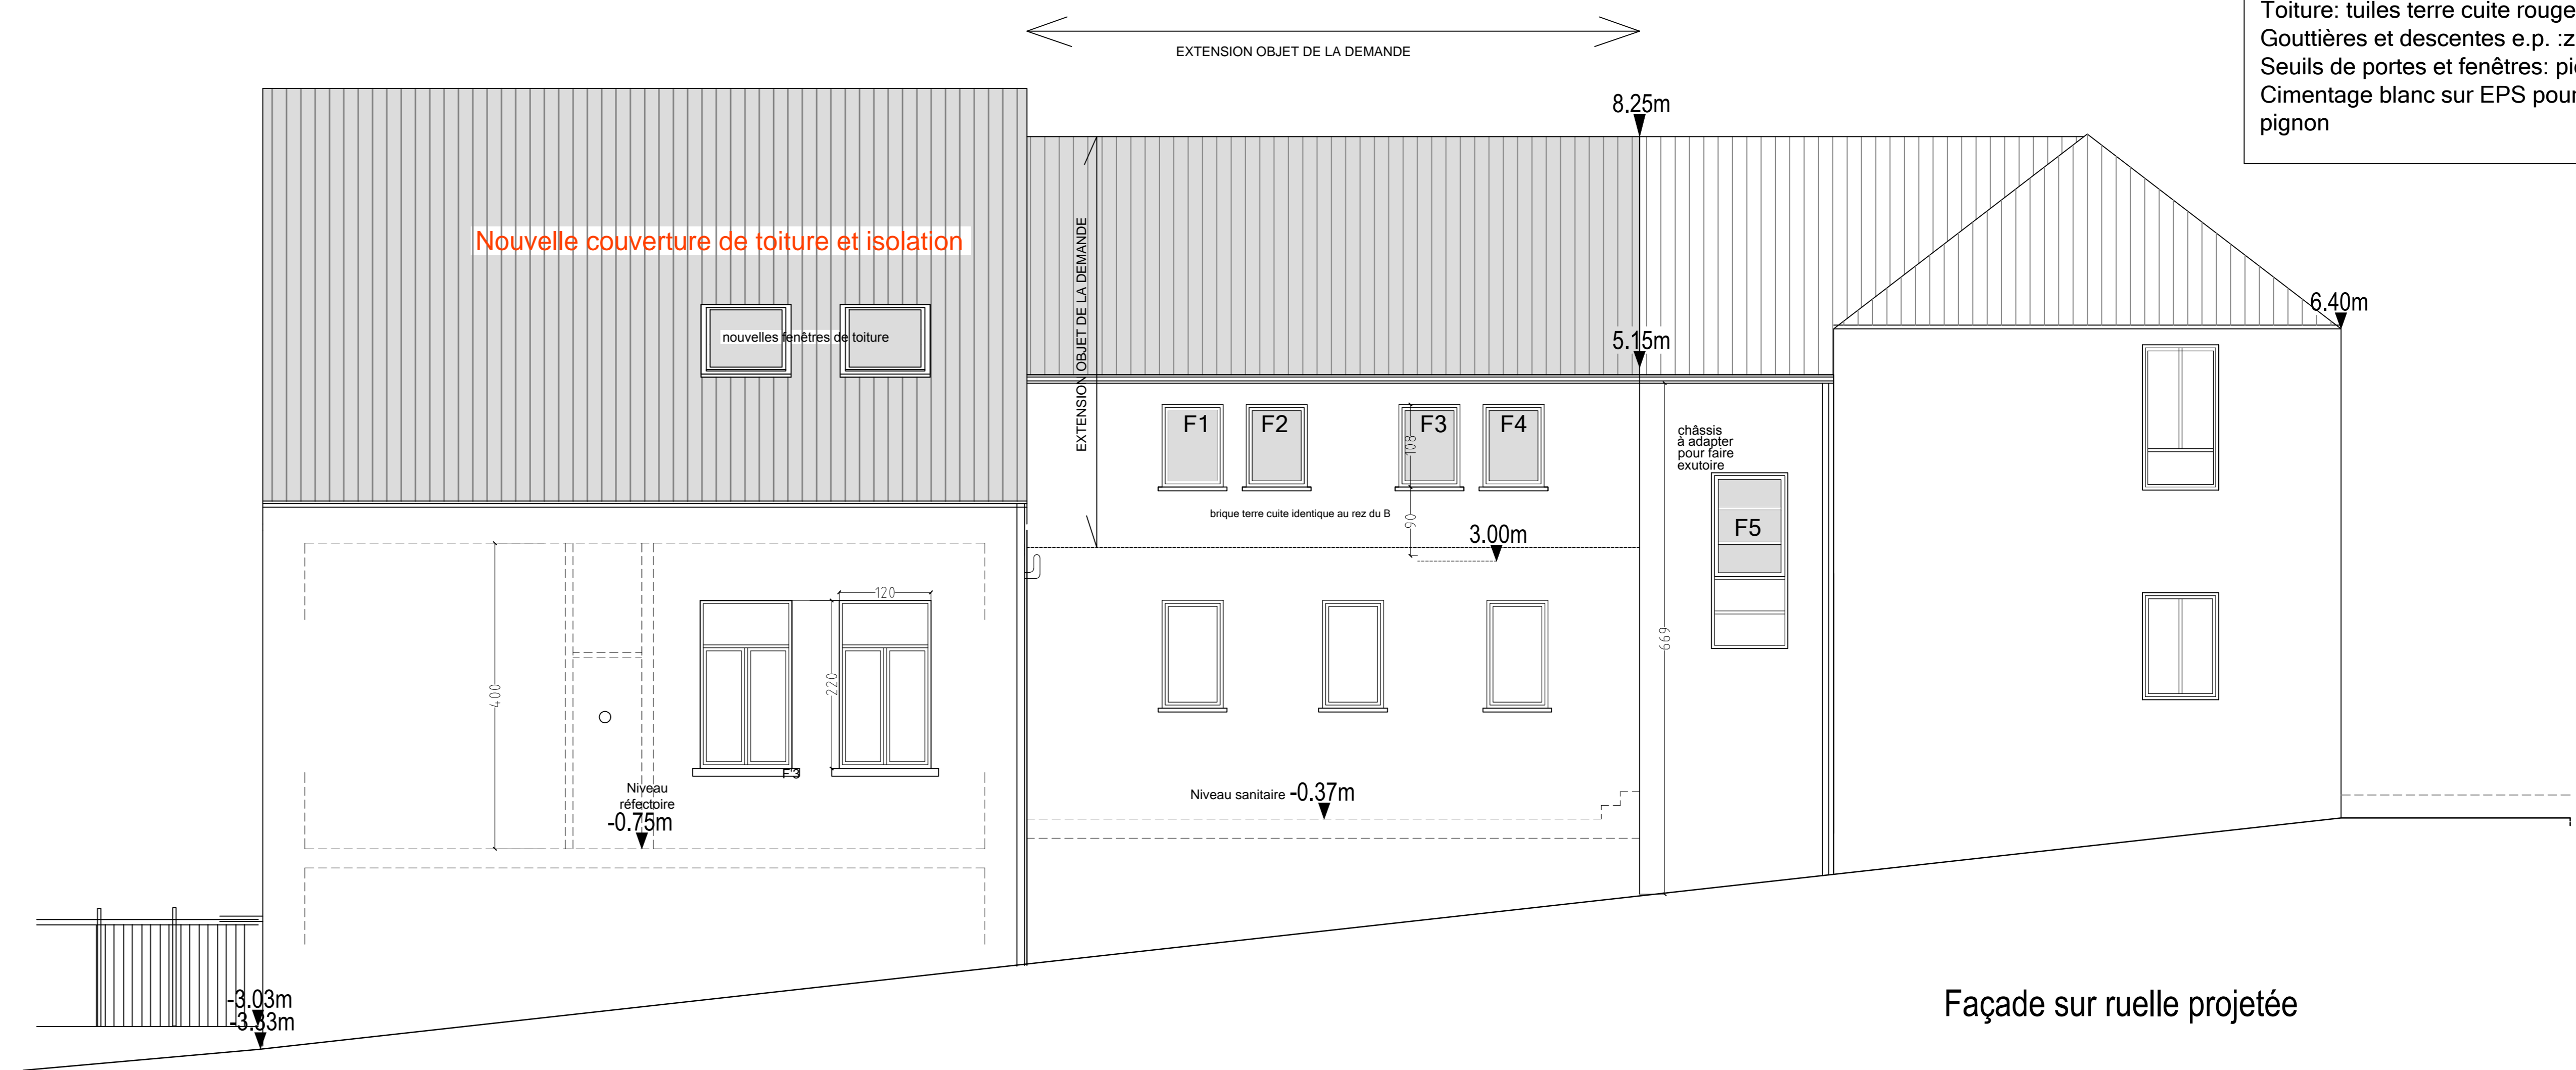 Toiture: tuiles terre cuite rouge
Gouttières et descentes e.p. :z
Seuils de portes et fenêtres:
Cimentage blanc sur EPS pour
pignon
EXTENSION OBJET DE LA DEMANDE
8.25m
Nouvelle couverture de toiture et isolation
EXTENSION OBJET DE LA DEMANDE
6.40m
nouvelles fenêtres de toiture
5.15m
F1
F2
F3
F4
108
châssis
à adapter
pour faire
exutoire
brique terre cuite identique au rez du B
90
F5
3.00m
120
669
400
220
F3
Niveau
réfectoire
-0.75m
Niveau sanitaire -0.37m
-3.03m
-3.33m
Façade sur ruelle projetée